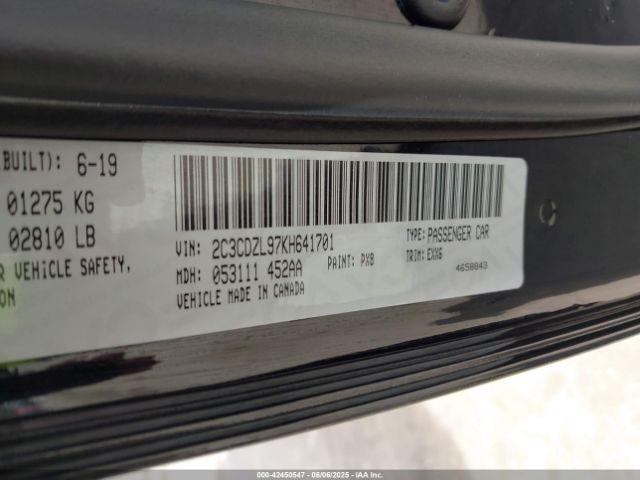 BUILT): 6-19
01275 KG
02810 LB
R VEHICLE SAFETY,
ON
VIN: 2C3CDZL97KH641701
TYPE: PASSENGER CAR
MDH: 053111 452AA
PAINT: PX8
TRIM: EXX6
VEHICLE MADE IN CANADA
4658843
000-42450547 - 06/06/2025 - IAA Inc.